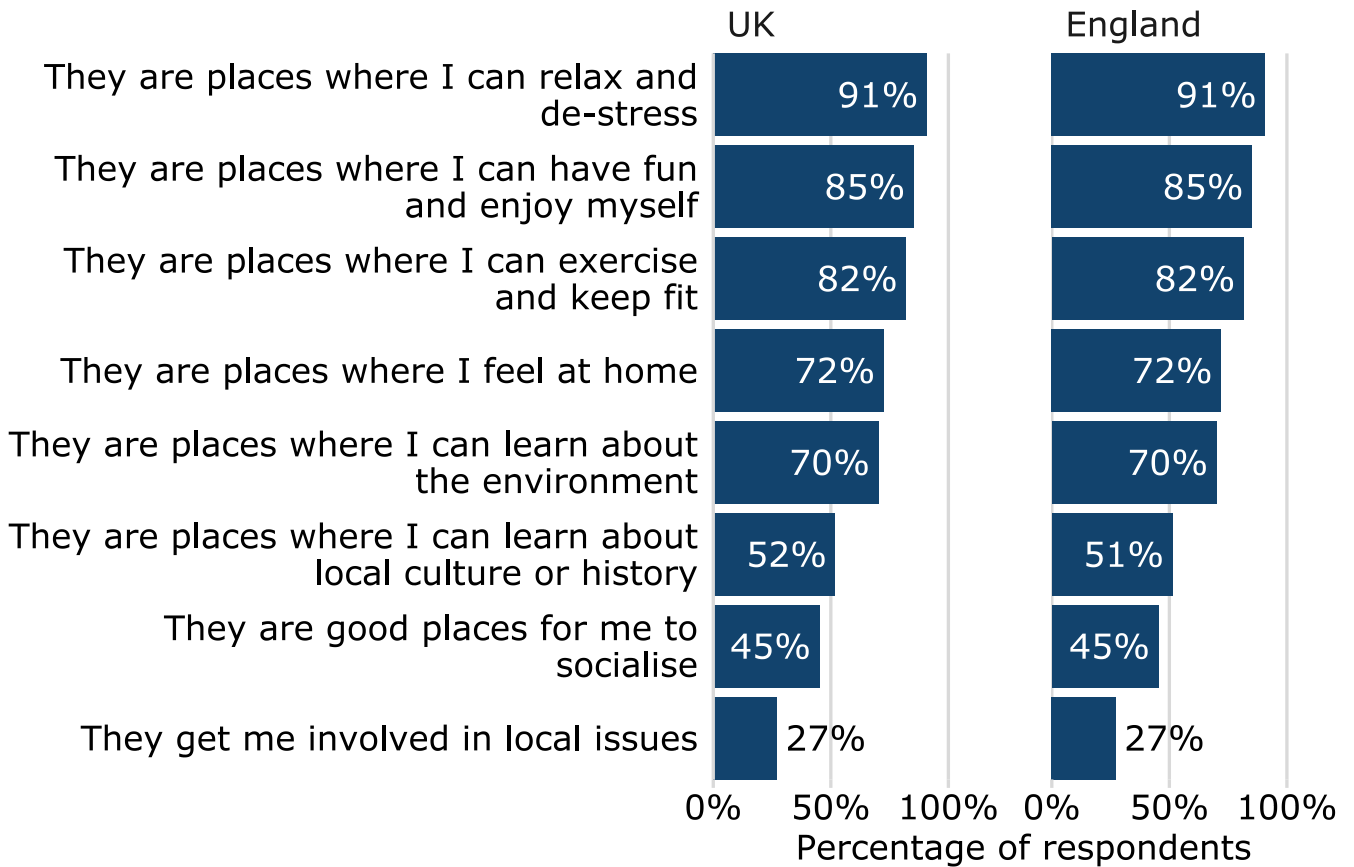 UK England
They are places where I can relax and
de-stress
91% 91%
They are places where I can have fun
and enjoy myself
85% 85%
They are places where I can exercise
and keep fit
82% 82%
They are places where I feel at home
72% 72%
They are places where I can learn about
the environment
70% 70%
They are places where I can learn about
local culture or history
52% 51%
They are good places for me to
socialise
45% 45%
They get me involved in local issues
27% 27%
0% 50% 100% 0% 50% 100%
Percentage of respondents